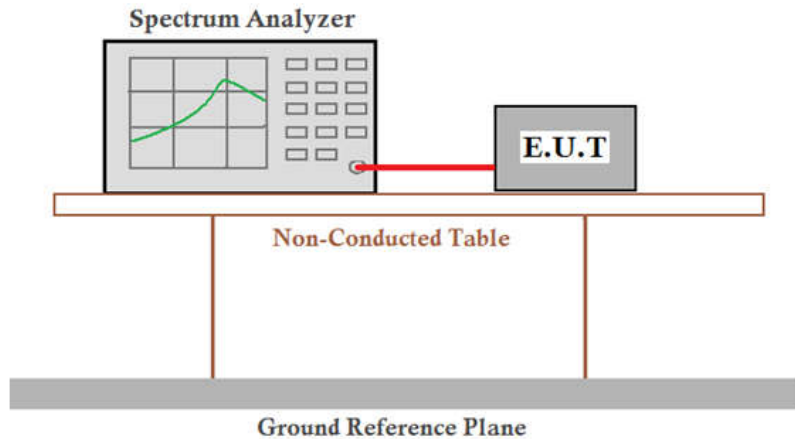 Spectrum Analyzer
E.U.T
Non-Conducted Table
Ground Reference Plane